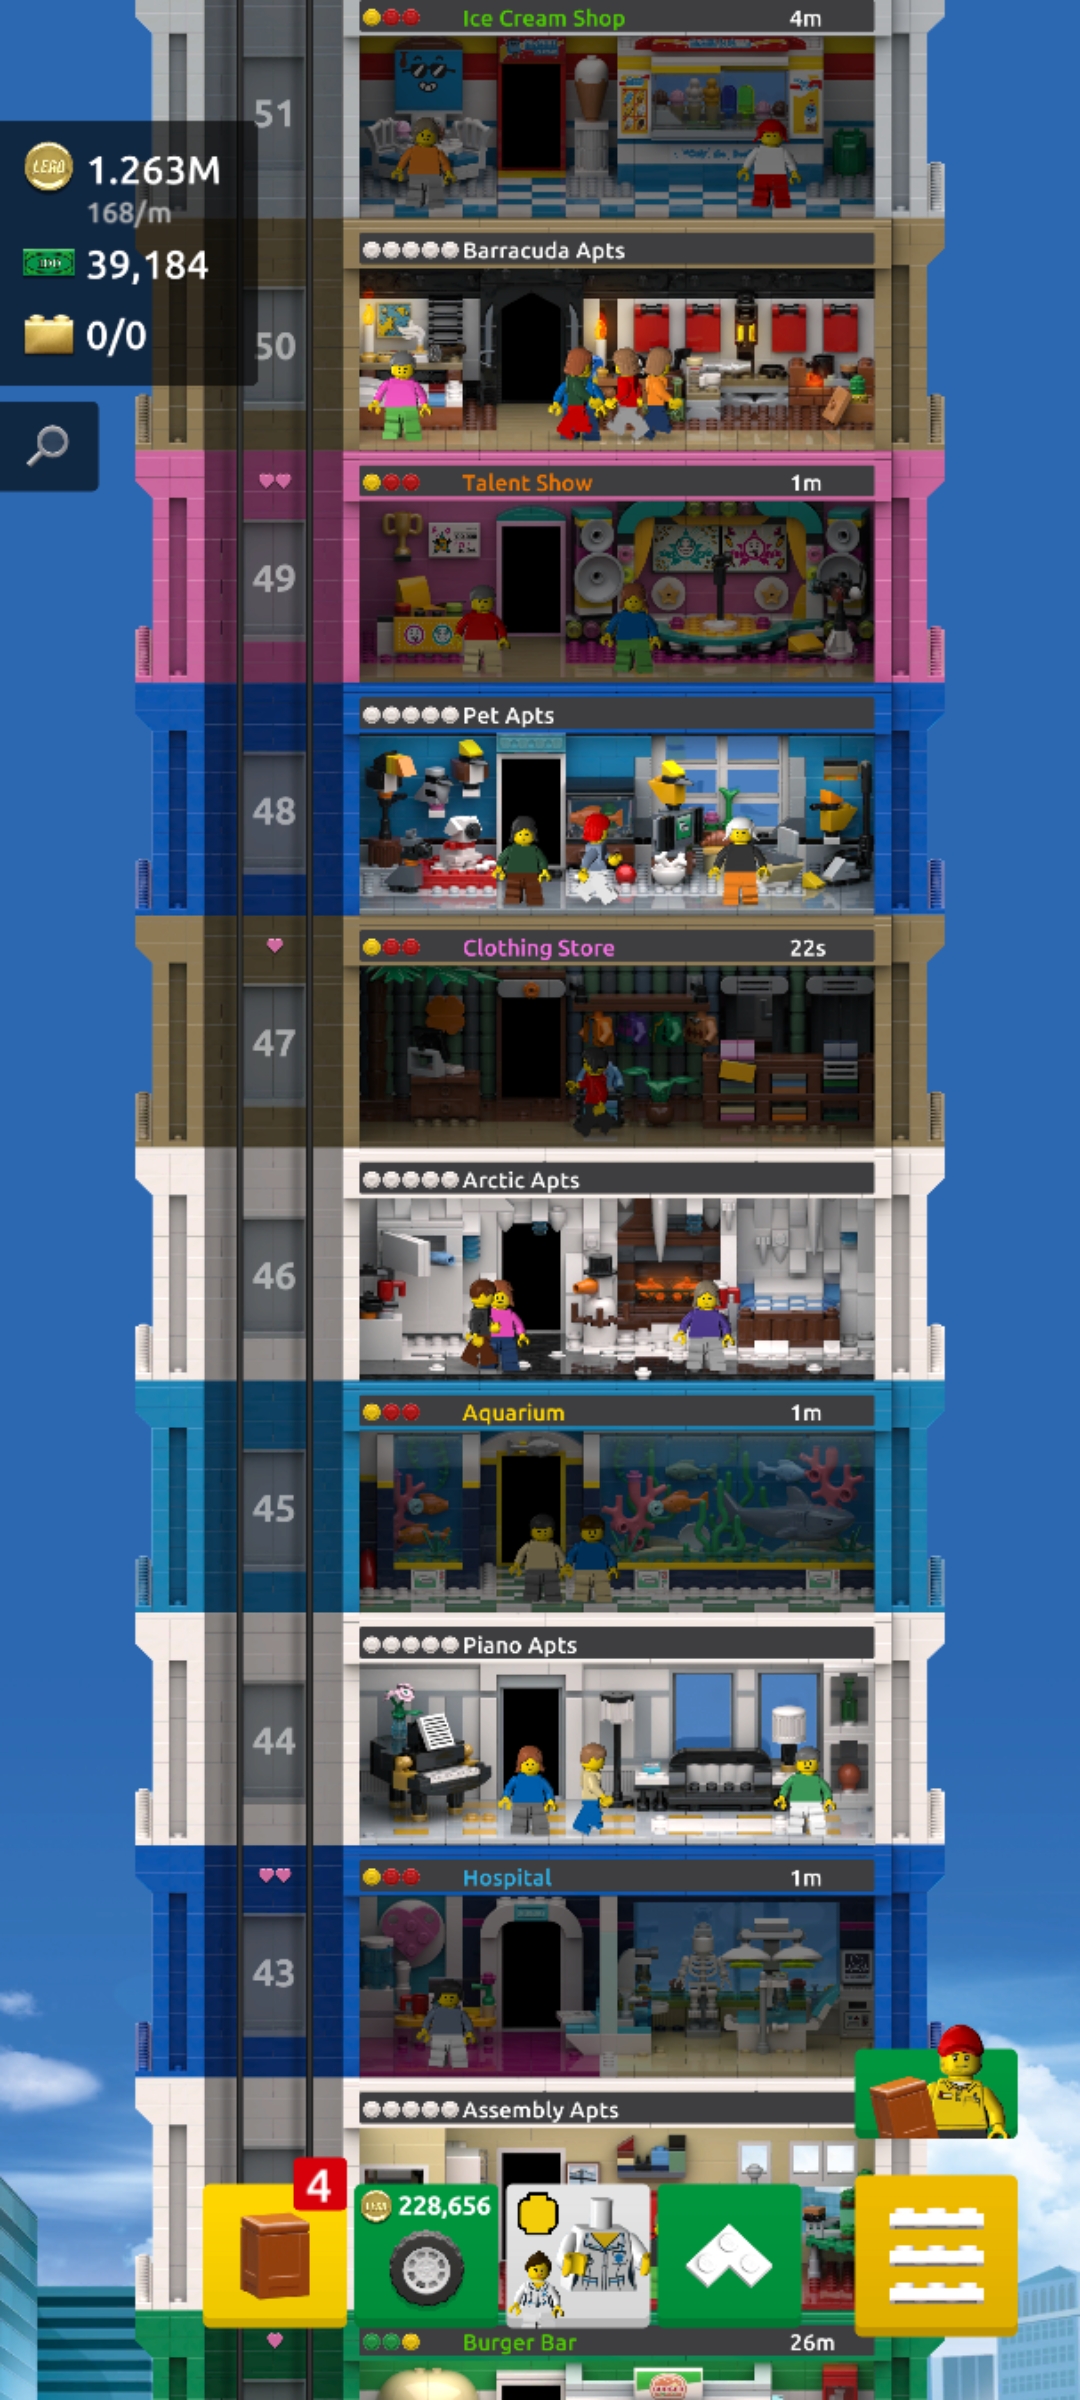 Ice Cream Shop 4m
51
LEGO 1.263M
168/m
39,184
0/0
Barracuda Apts
50
Talent Show 1m
49
Pet Apts
48
Clothing Store 22s
47
Arctic Apts
46
Aquarium 1m
45
Piano Apts
44
Hospital 1m
43
Assembly Apts
4
228,656
Burger Bar 26m